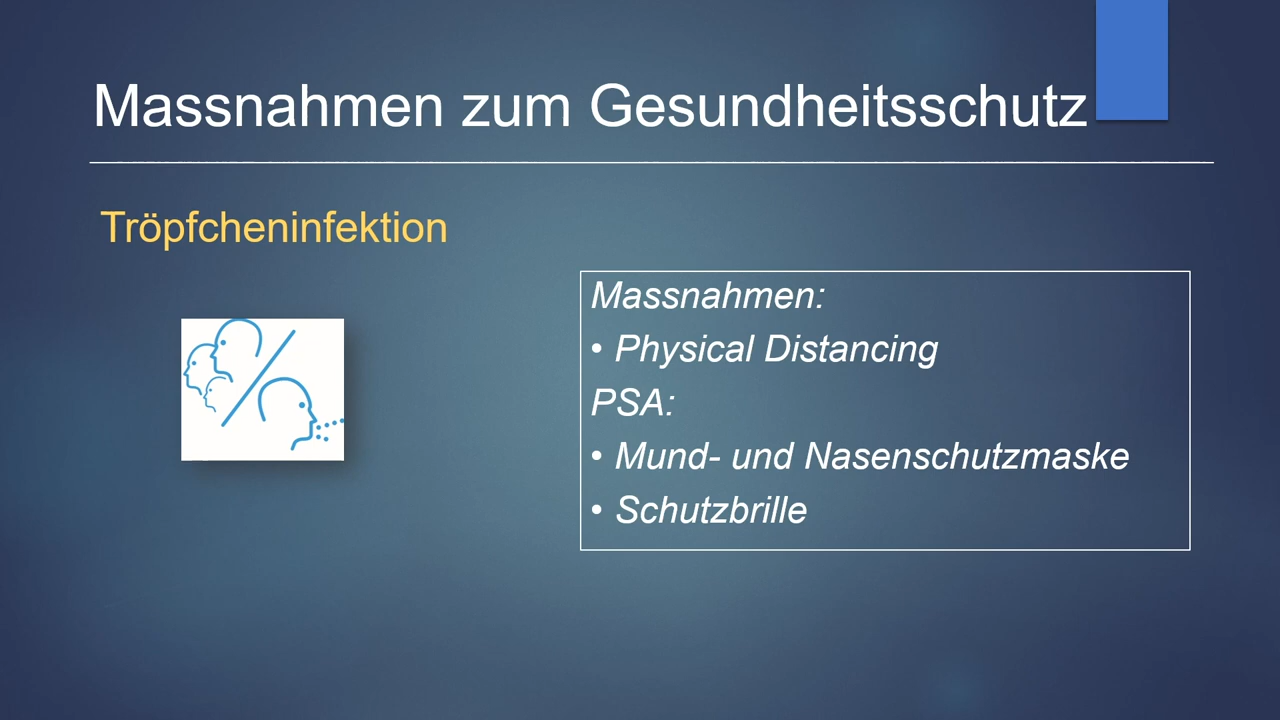 Massnahmen zum Gesundheitsschutz
Tröpfcheninfektion
Massnahmen:
• Physical Distancing
PSA:
• Mund- und Nasenschutzmaske
• Schutzbrille